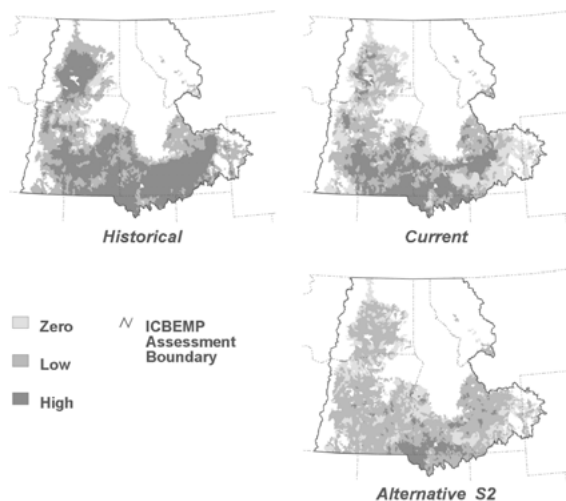 Historical
Current
Zero
Low
High
ICBEMP
Assessment
Boundary
Alternative S2